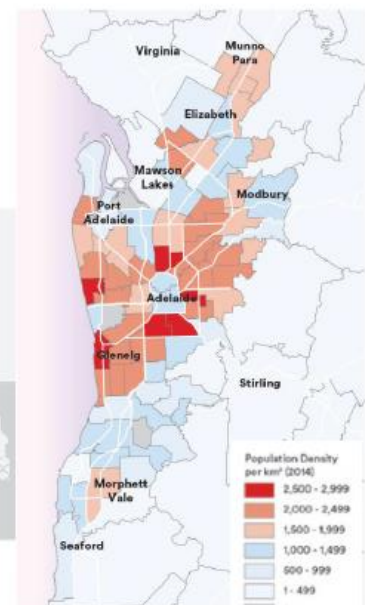 Virginia
Munno
Para
Elizabeth
Mawson
Lakes
Modbury
Port
Adelaide
Adelaide
Glenelg
Stirling
Morphett
Vale
Seaford
Population Density
per km² (2014)
2,500 - 2,999
2,000 - 2,499
1,500 - 1,999
1,000 - 1,499
500 - 999
1 - 499